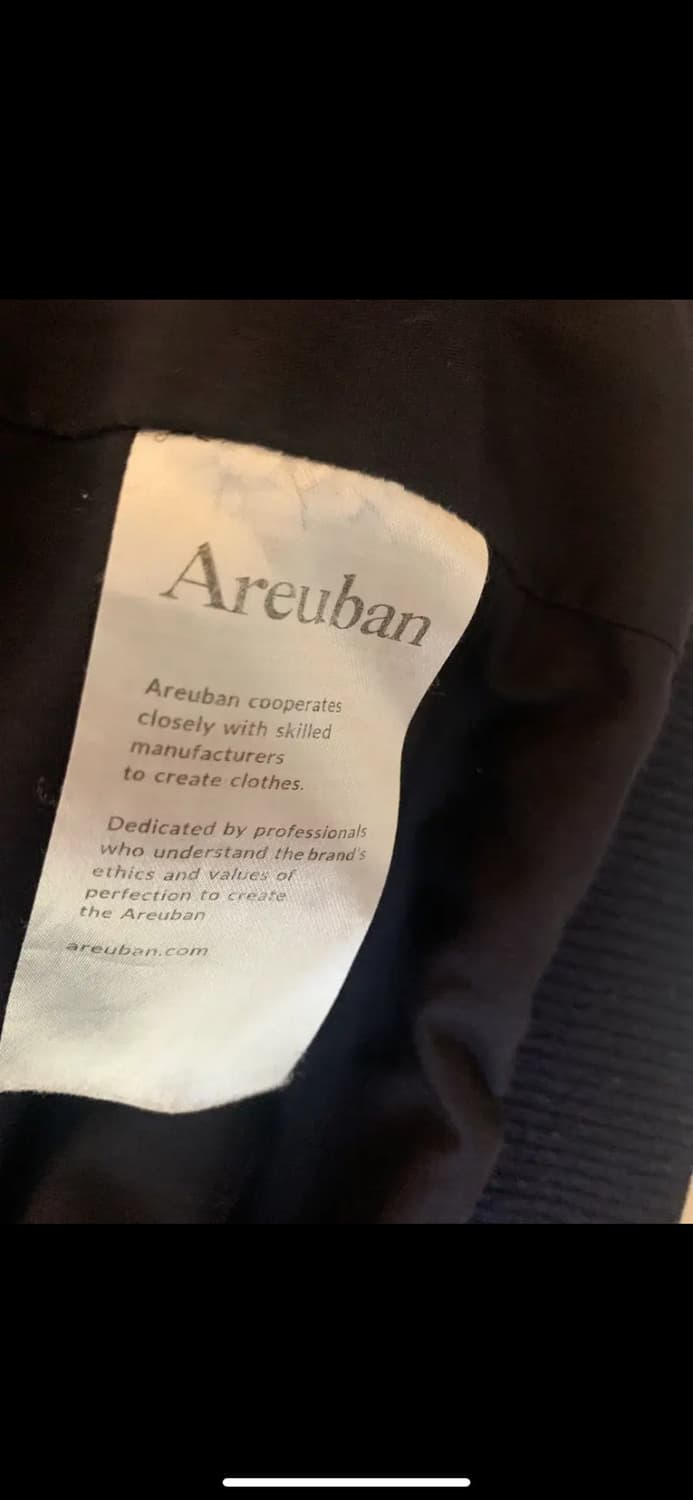 Areuban
Areuban cooperates
closely with skilled
manufacturers
to create clothes.
Dedicated by professionals
who understand the brand's
ethics and values of
perfection to create
the Areuban
areuban.com